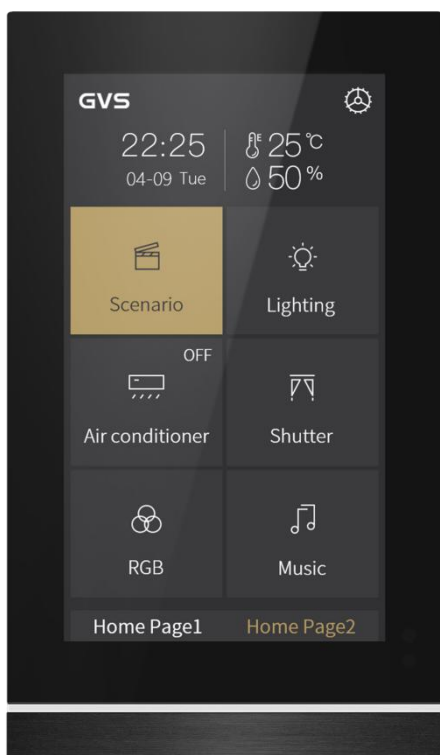 GVS
22:25
04-09 Tue
25℃
50%
Scenario
Lighting
OFF
Air conditioner
Shutter
RGB
Music
Home Page1
Home Page2